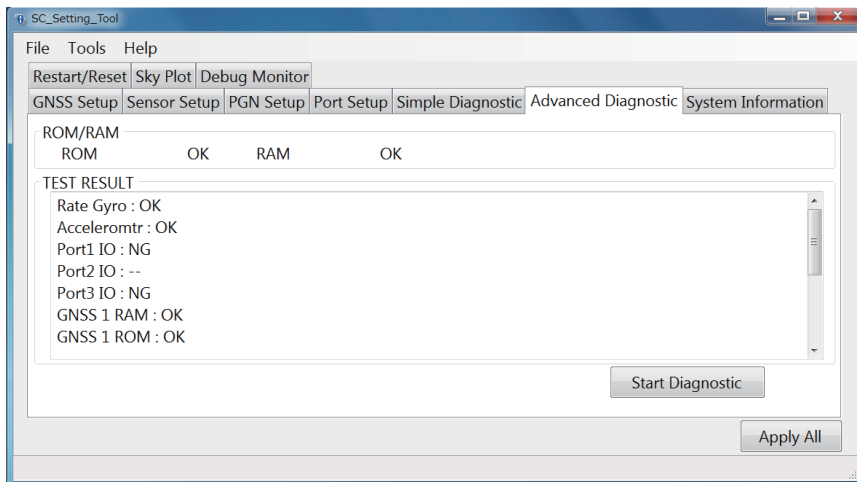 SC_Setting_Tool
File Tools Help
Restart/Reset Sky Plot Debug Monitor
GNSS Setup Sensor Setup PGN Setup Port Setup Simple Diagnostic Advanced Diagnostic System Information
ROM/RAM
ROM OK RAM OK
TEST RESULT
Rate Gyro : OK
Acceleromtr : OK
Port1 IO : NG
Port2 IO : --
Port3 IO : NG
GNSS 1 RAM : OK
GNSS 1 ROM : OK
Start Diagnostic
Apply All